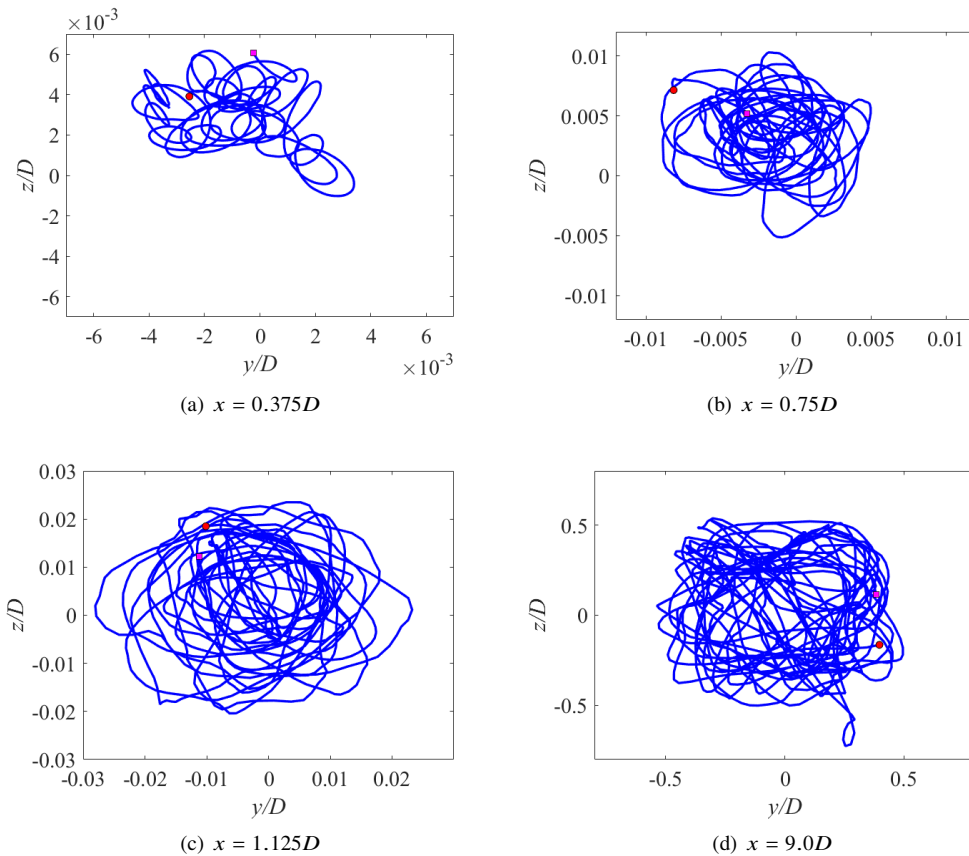 ×10⁻³
6
4
2
0
-2
-4
-6
z/D
-6 -4 -2 0 2 4 6
y/D
×10⁻³
(a) x = 0.375D
0.01
0.005
0
-0.005
-0.01
z/D
-0.01 -0.005 0 0.005 0.01
y/D
(b) x = 0.75D
0.03
0.02
0.01
0
-0.01
-0.02
-0.03
z/D
-0.03 -0.02 -0.01 0 0.01 0.02
y/D
(c) x = 1.125D
0.5
0
-0.5
z/D
-0.5 0 0.5
y/D
(d) x = 9.0D